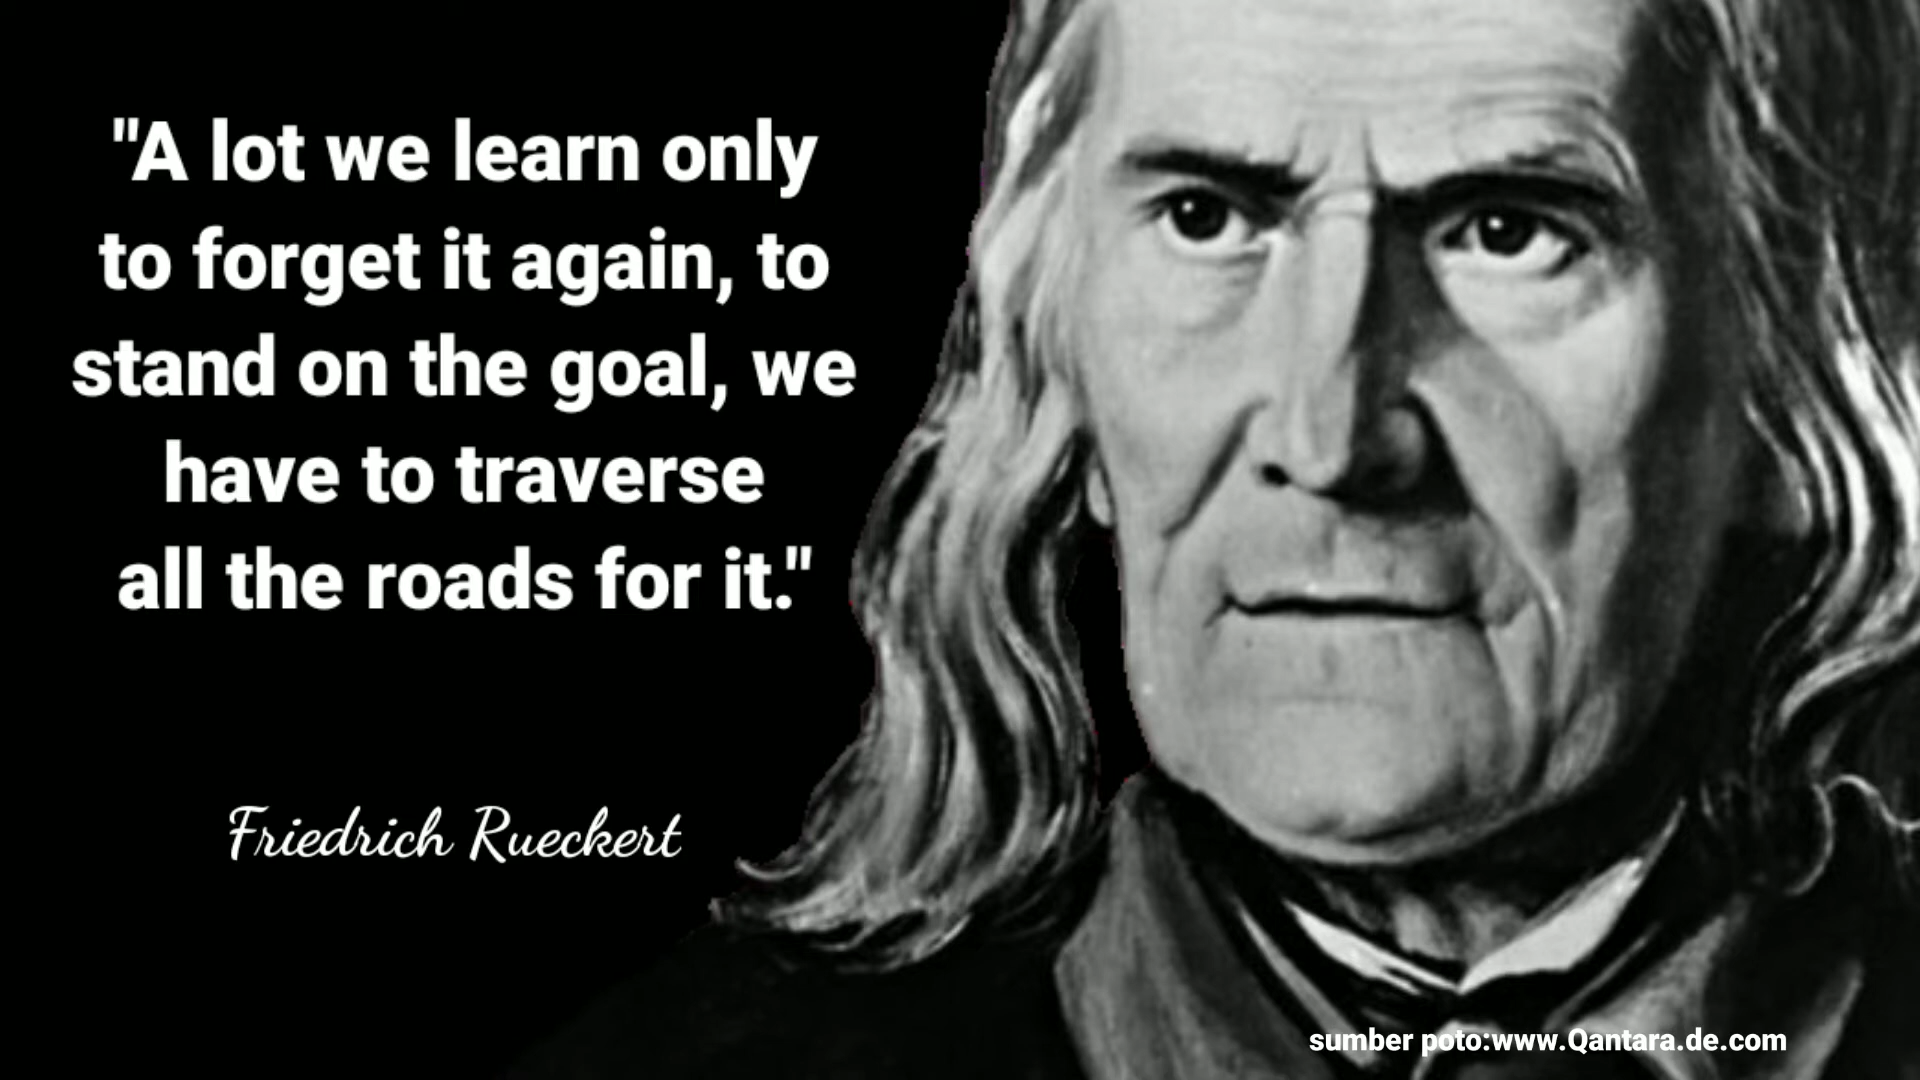 "A lot we learn only
to forget it again, to
stand on the goal, we
have to traverse
all the roads for it."
Friedrich Rueckert
sumber poto:www.Qantara.de.com